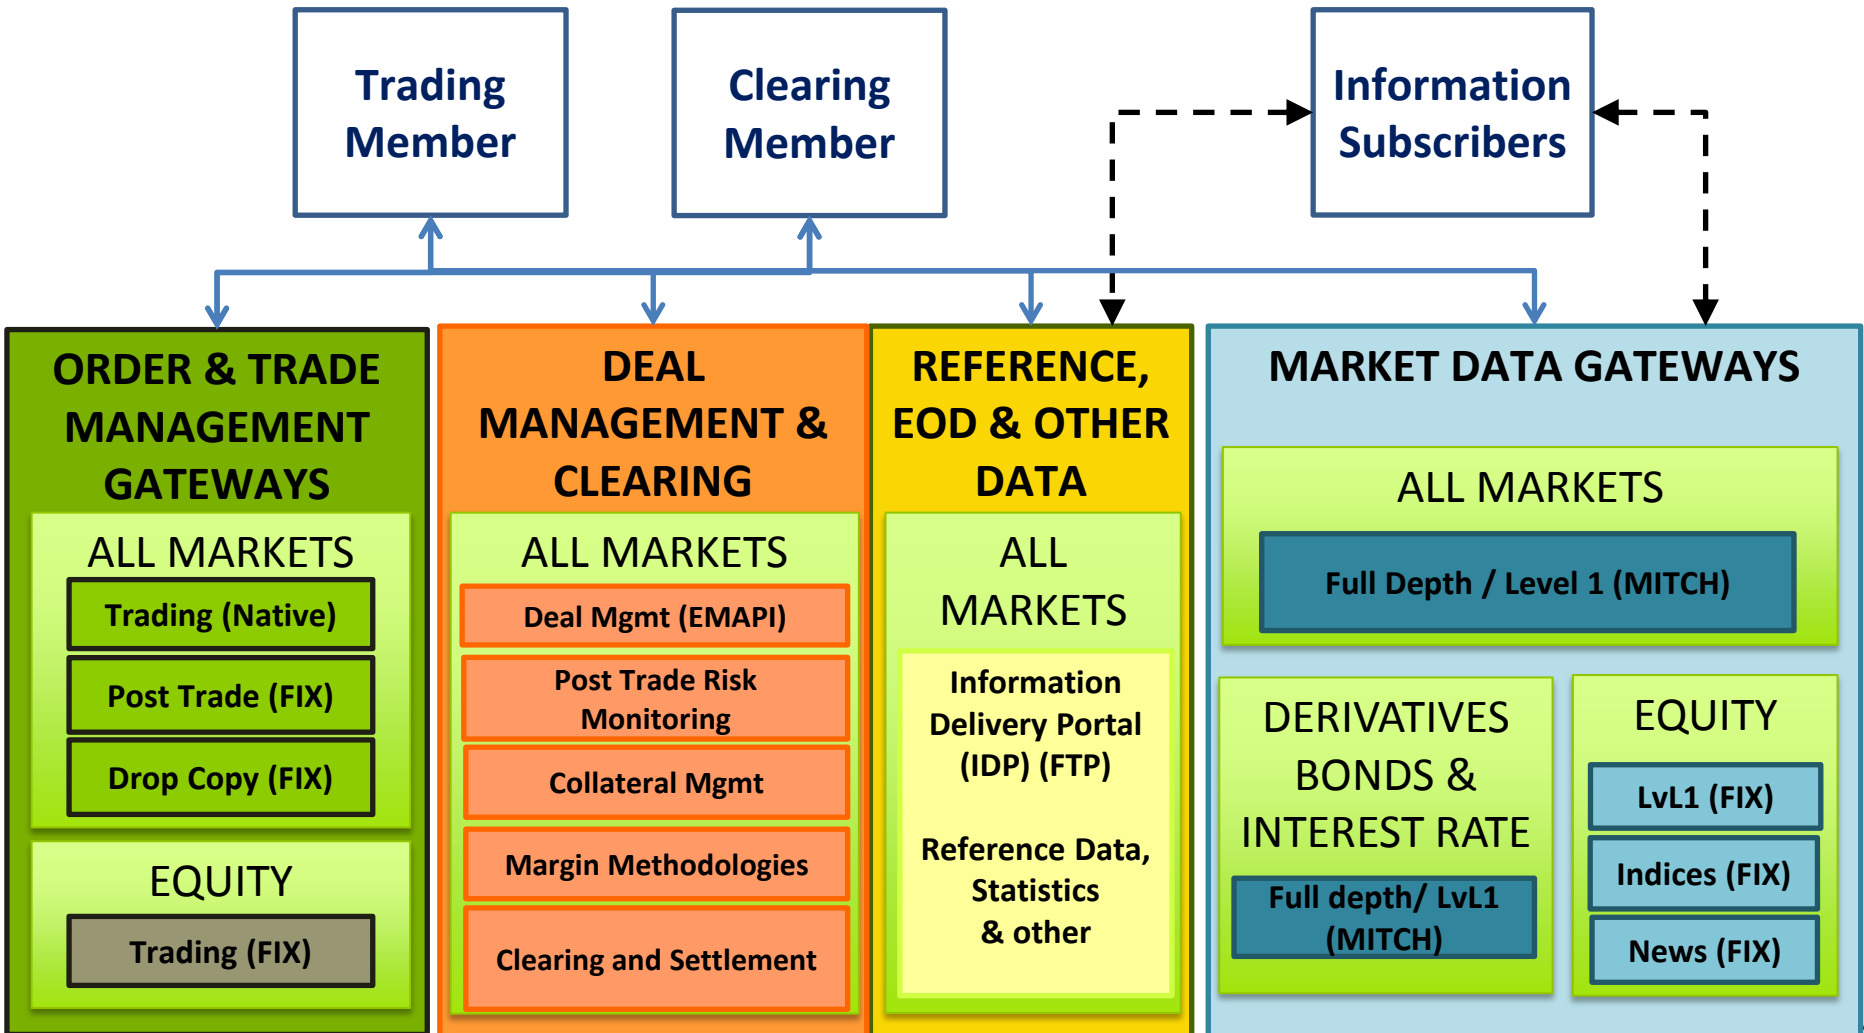 Trading
Member
Clearing
Member
Information
Subscribers
ORDER & TRADE
MANAGEMENT
GATEWAYS
ALL MARKETS
Trading (Native)
Post Trade (FIX)
Drop Copy (FIX)
EQUITY
Trading (FIX)
DEAL
MANAGEMENT &
CLEARING
ALL MARKETS
Deal Mgmt (EMAPI)
Post Trade Risk
Monitoring
Collateral Mgmt
Margin Methodologies
Clearing and Settlement
REFERENCE,
EOD & OTHER
DATA
ALL
MARKETS
Information
Delivery Portal
(IDP) (FTP)
Reference Data,
Statistics
& other
MARKET DATA GATEWAYS
ALL MARKETS
Full Depth / Level 1 (MITCH)
DERIVATIVES
BONDS &
INTEREST RATE
Full depth/ LvL1
(MITCH)
EQUITY
LvL1 (FIX)
Indices (FIX)
News (FIX)